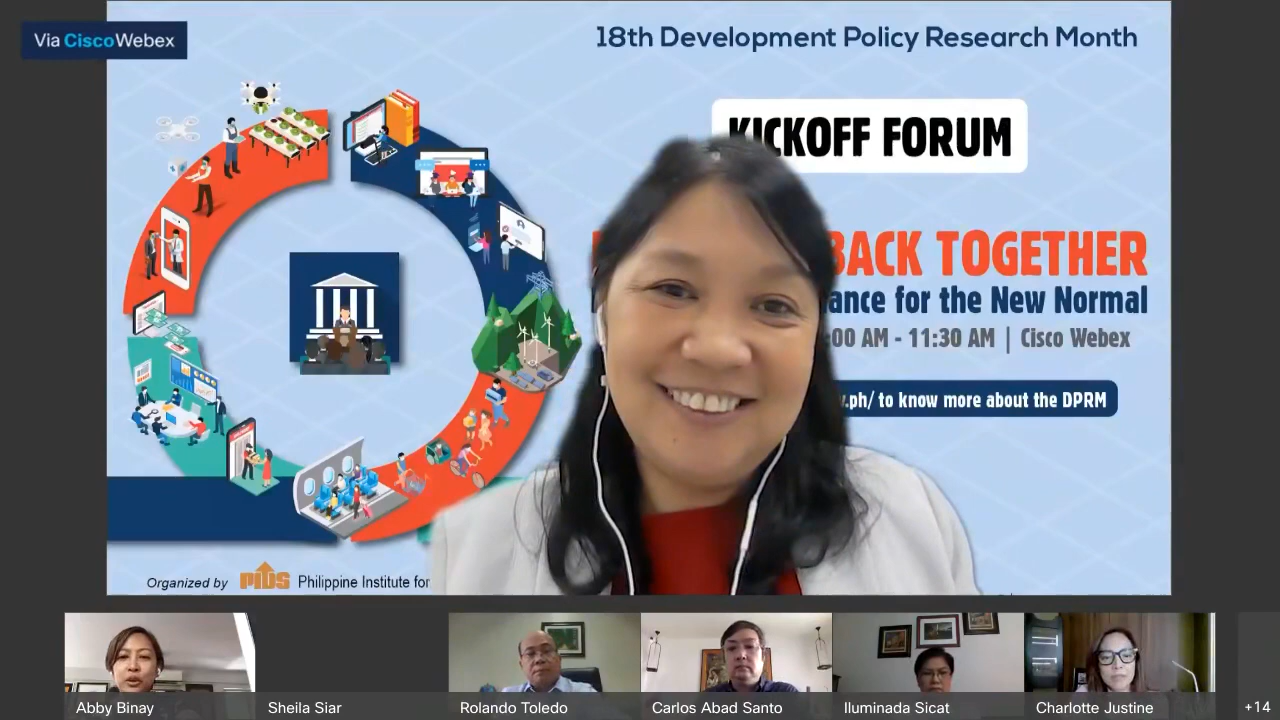 Via Cisco Webex
18th Development Policy Research Month
KICKOFF FORUM
BACK TOGETHER
ance for the New Normal
:00 AM - 11:30 AM | Cisco Webex
.ph/ to know more about the DPRM
Organized by PIDS Philippine Institute for
Abby Binay
Sheila Siar
Rolando Toledo
Carlos Abad Santo
Iluminada Sicat
Charlotte Justine
+14